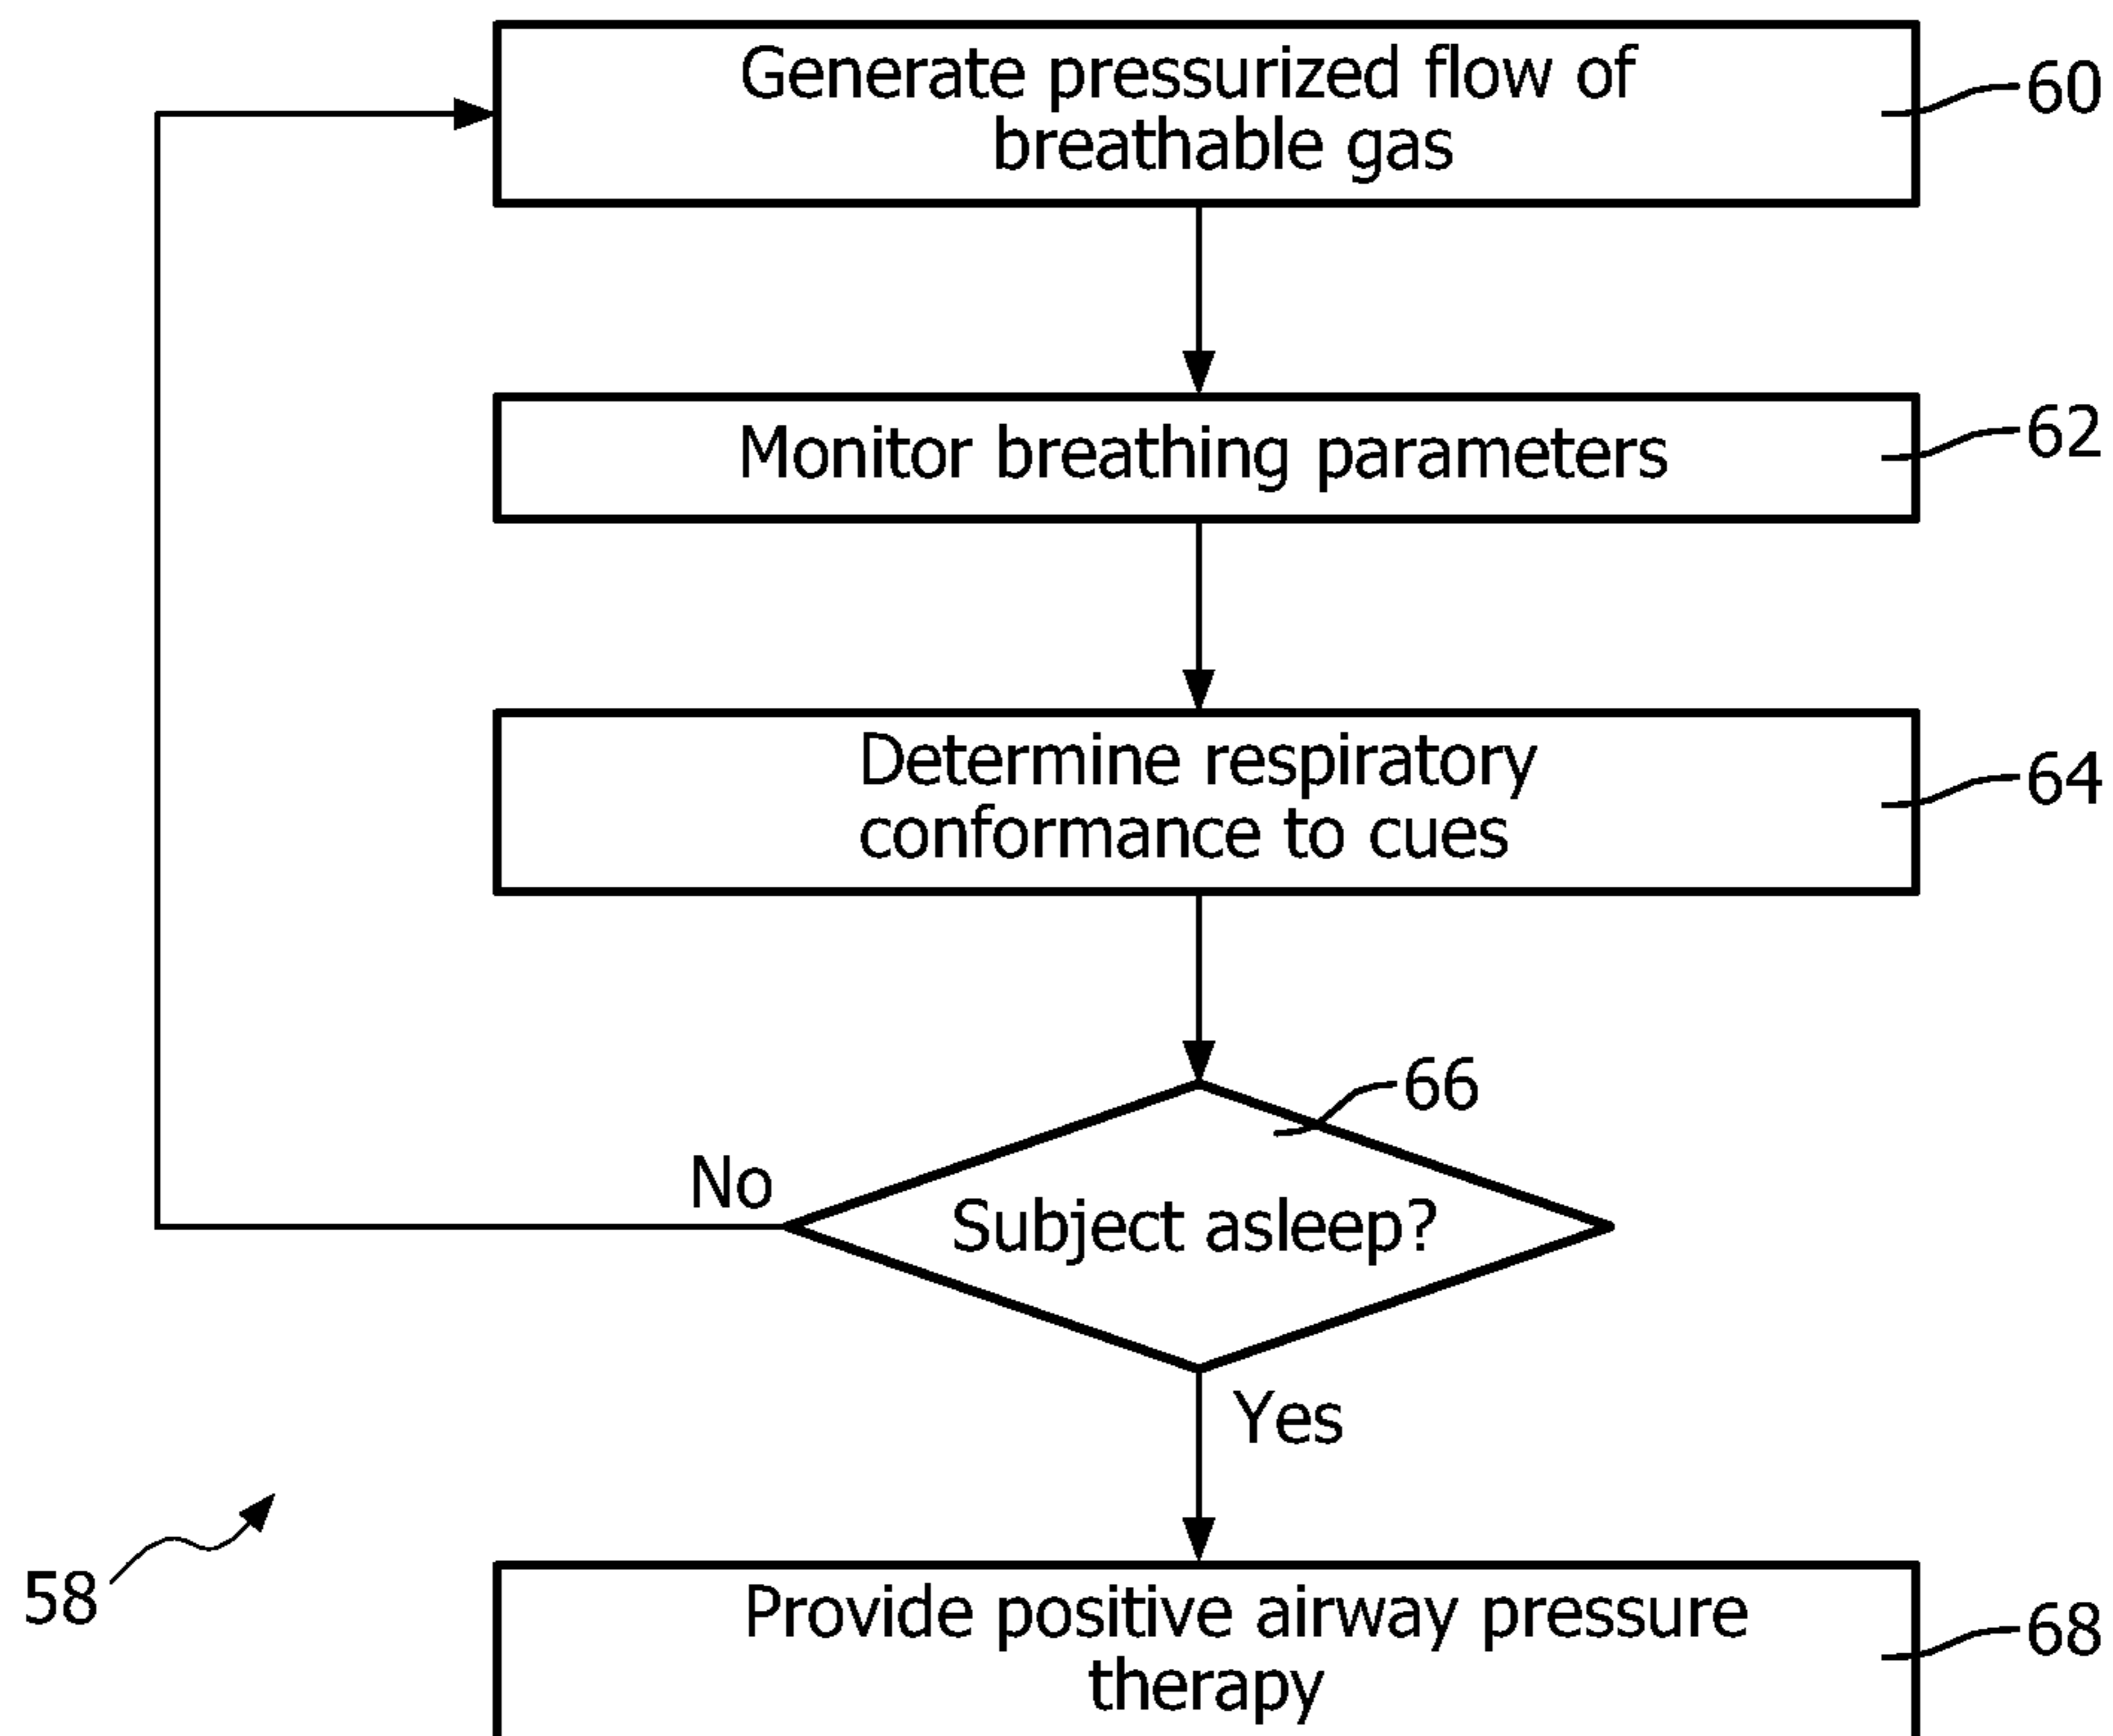 Generate pressurized flow of
breathable gas
60
Monitor breathing parameters
62
Determine respiratory
conformance to cues
64
66
No
Subject asleep?
Yes
58
Provide positive airway pressure
therapy
68